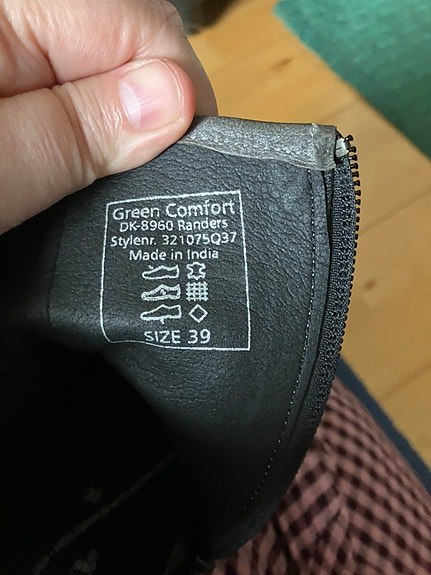 Green Comfort
DK-8960 Randers
Stylenr. 321075Q37
Made in India
SIZE 39